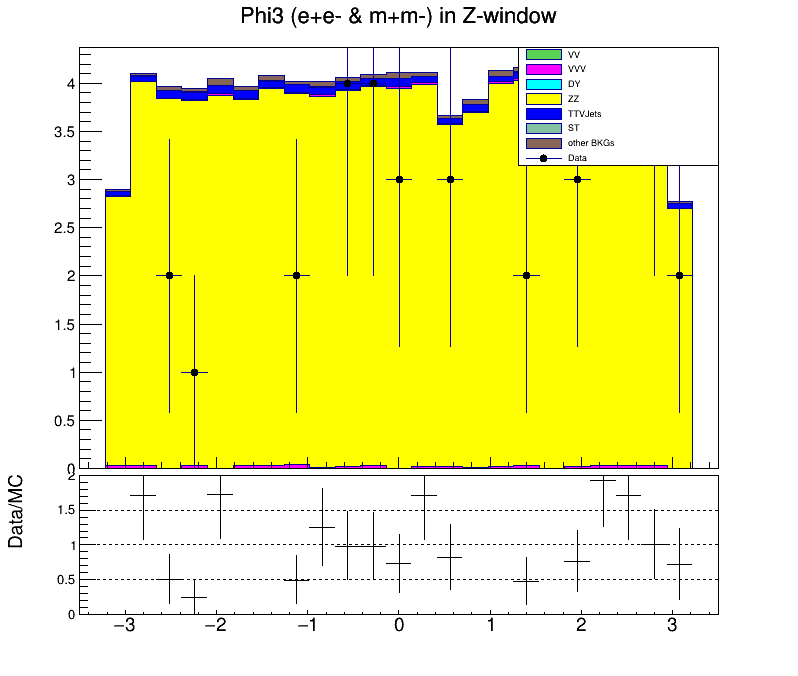 Phi3 (e+e- & m+m-) in Z-window
VV
VVV
DY
ZZ
TTVJets
ST
other BKGs
Data
4
3.5
3
2.5
2
1.5
1
0.5
0
Data/MC
2
1.5
1
0.5
0
−3 −2 −1 0 1 2 3